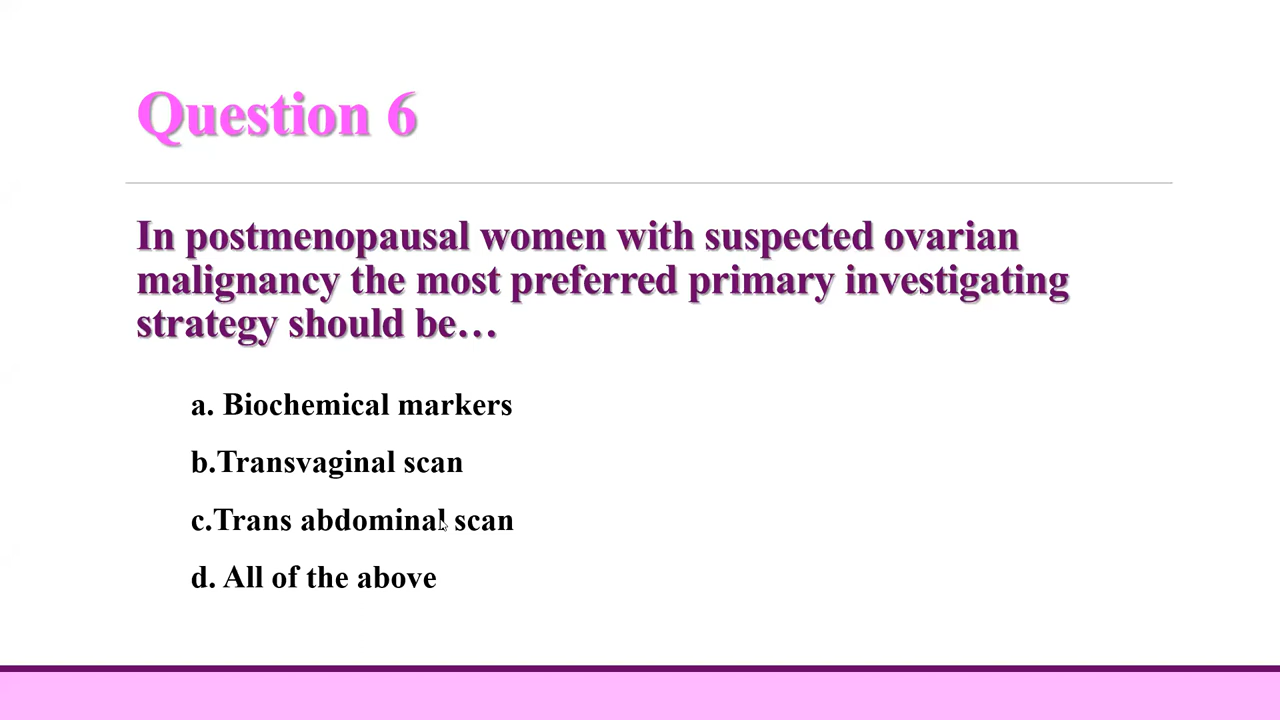 Question 6
In postmenopausal women with suspected ovarian
malignancy the most preferred primary investigating
strategy should be…
a. Biochemical markers
b.Transvaginal scan
c.Trans abdominal scan
d. All of the above